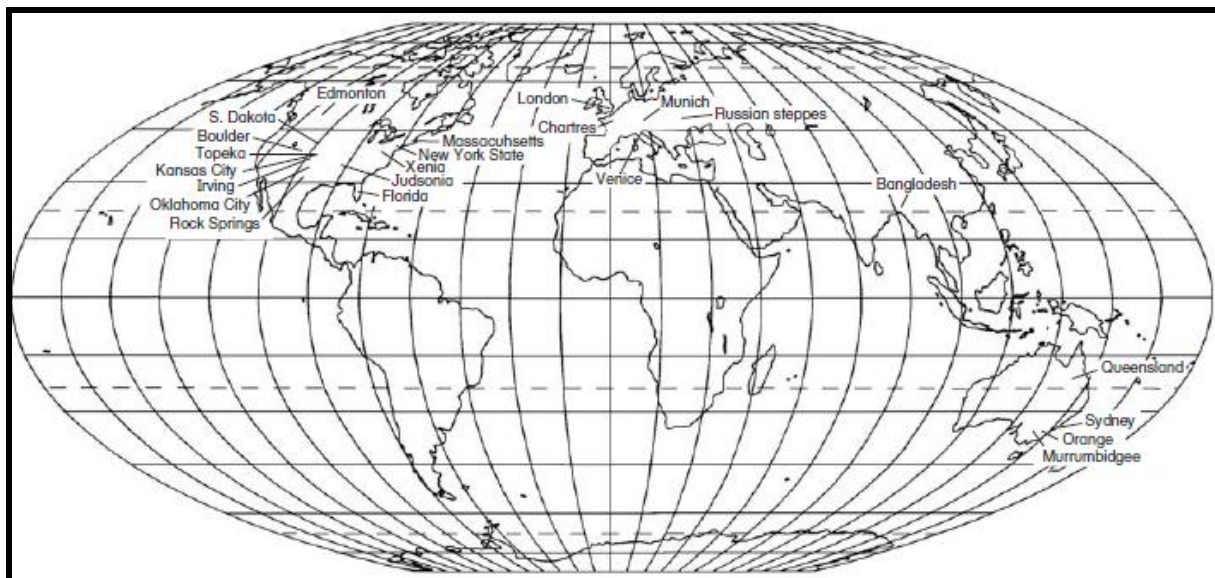 Edmonton
London
Munich
S. Dakota
Chartres
Russian steppes
Boulder
Massacuhsetts
Topeka
New York State
Kansas City
Xenia
Irving
Judsonia
Venice
Bangladesh
Oklahoma City
Florida
Rock Springs
Queensland
Sydney
Orange
Murrumbidgee